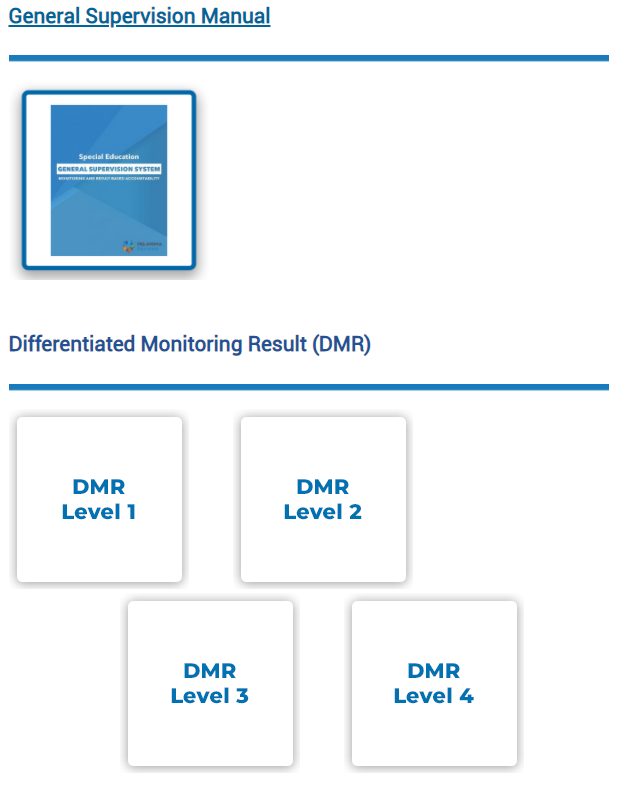 General Supervision Manual
Special Education
GENERAL SUPERVISION SYSTEM
MONITORING AND RESULT-BASED ACCOUNTABILITY
Differentiated Monitoring Result (DMR)
DMR
Level 1
DMR
Level 2
DMR
Level 3
DMR
Level 4